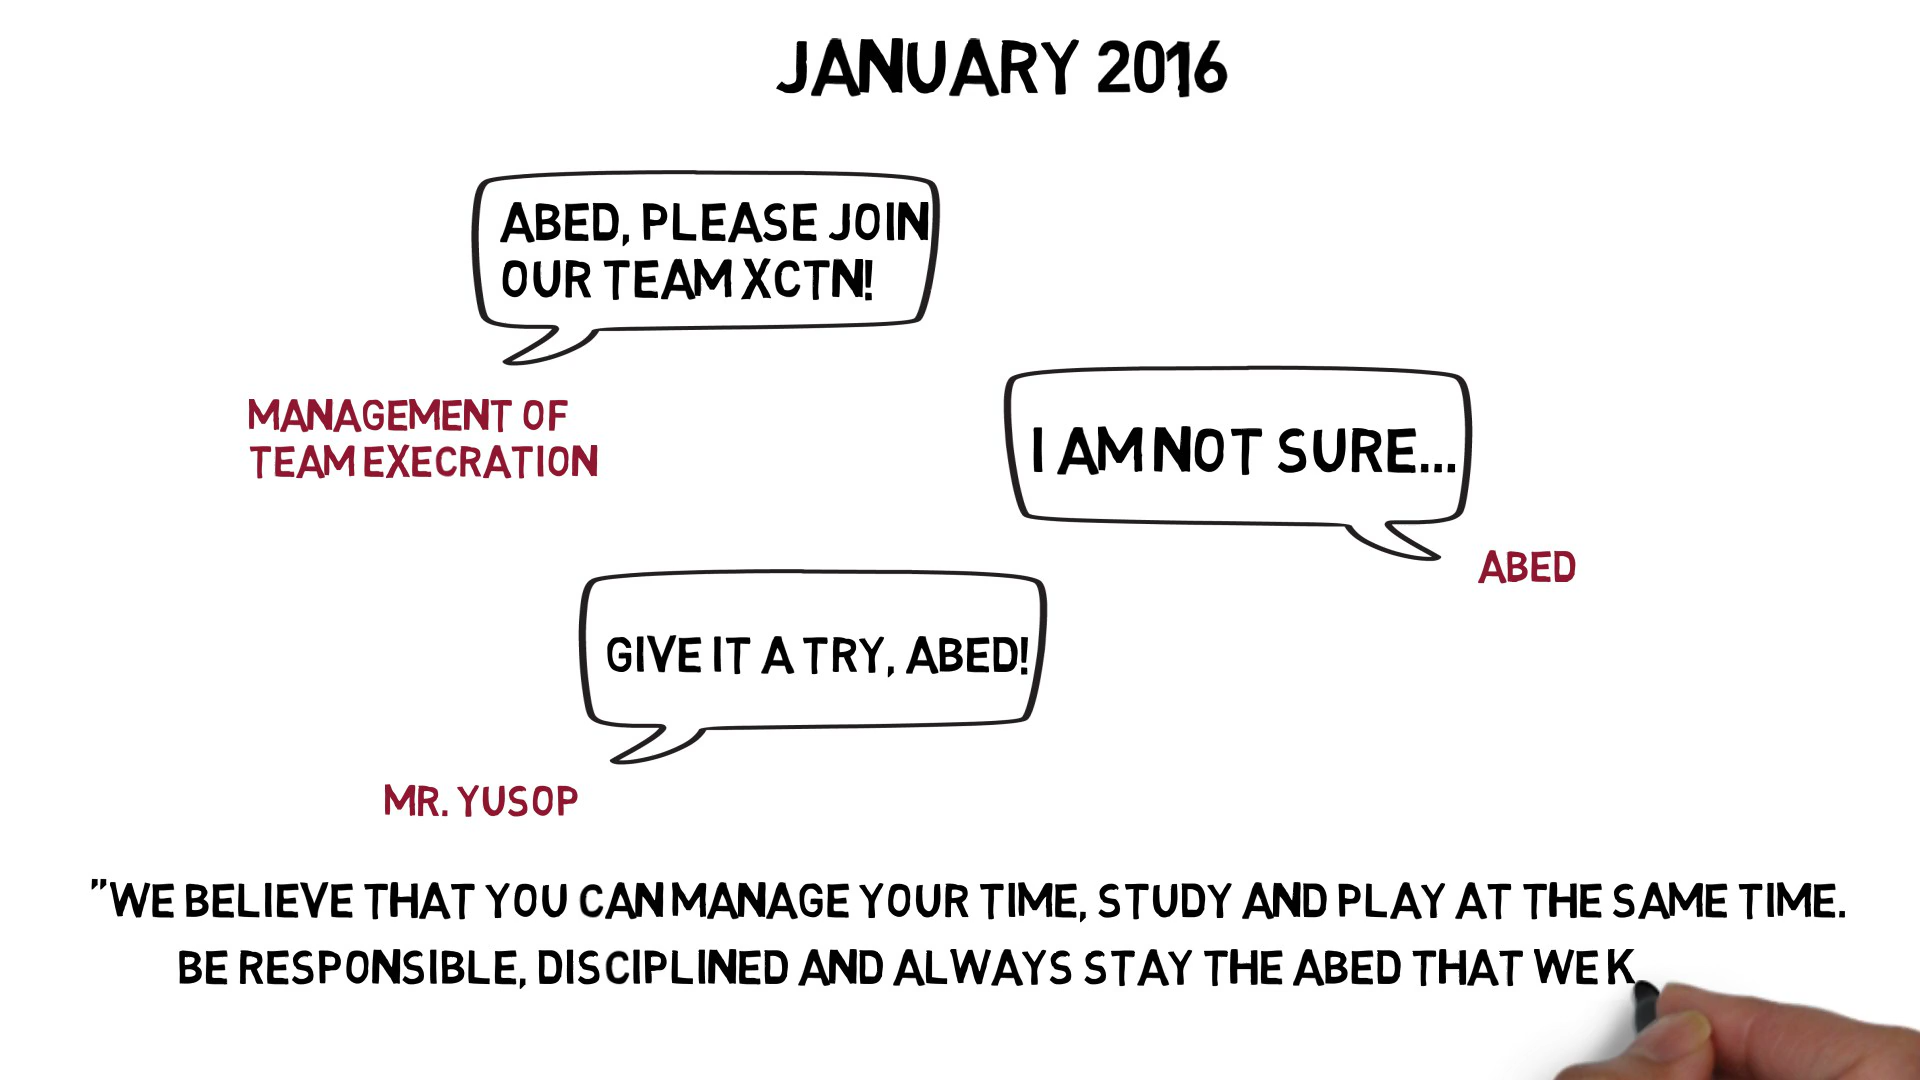 JANUARY 2016
ABED, PLEASE JOIN
OUR TEAM XCTN!
MANAGEMENT OF
TEAM EXECRATION
I AM NOT SURE...
ABED
GIVE IT A TRY, ABED!
MR. YUSOP
"WE BELIEVE THAT YOU CAN MANAGE YOUR TIME, STUDY AND PLAY AT THE SAME TIME.
BE RESPONSIBLE, DISCIPLINED AND ALWAYS STAY THE ABED THAT WE K